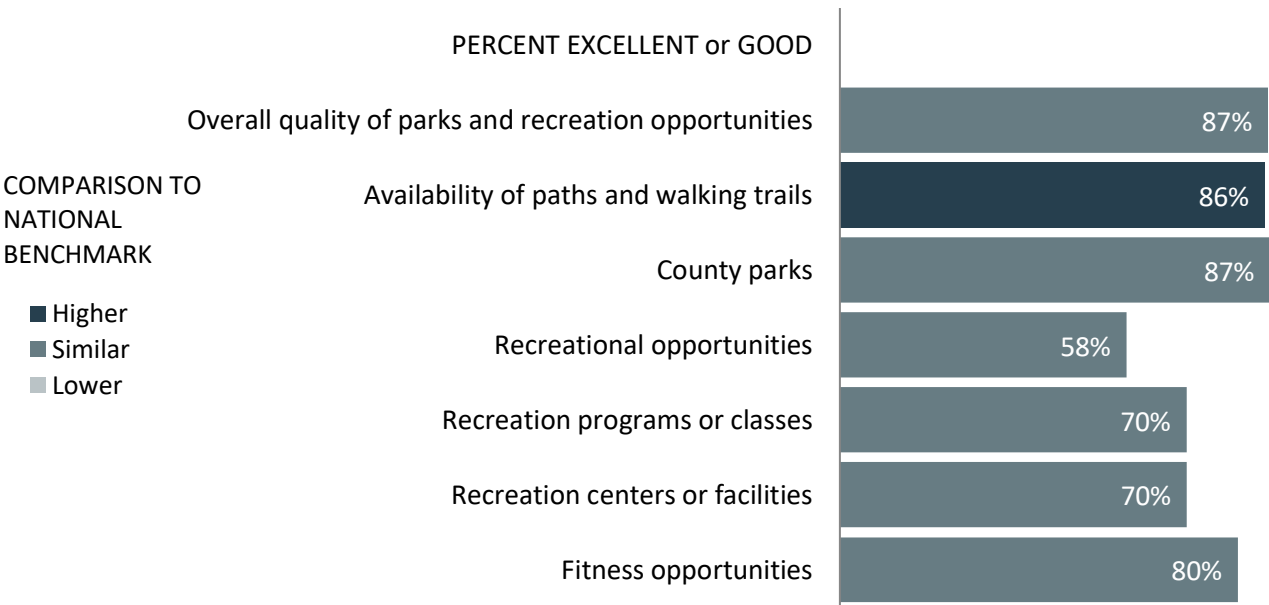 PERCENT EXCELLENT or GOOD
Overall quality of parks and recreation opportunities 87%
Availability of paths and walking trails 86%
County parks 87%
Recreational opportunities 58%
Recreation programs or classes 70%
Recreation centers or facilities 70%
Fitness opportunities 80%
COMPARISON TO
NATIONAL
BENCHMARK
Higher
Similar
Lower